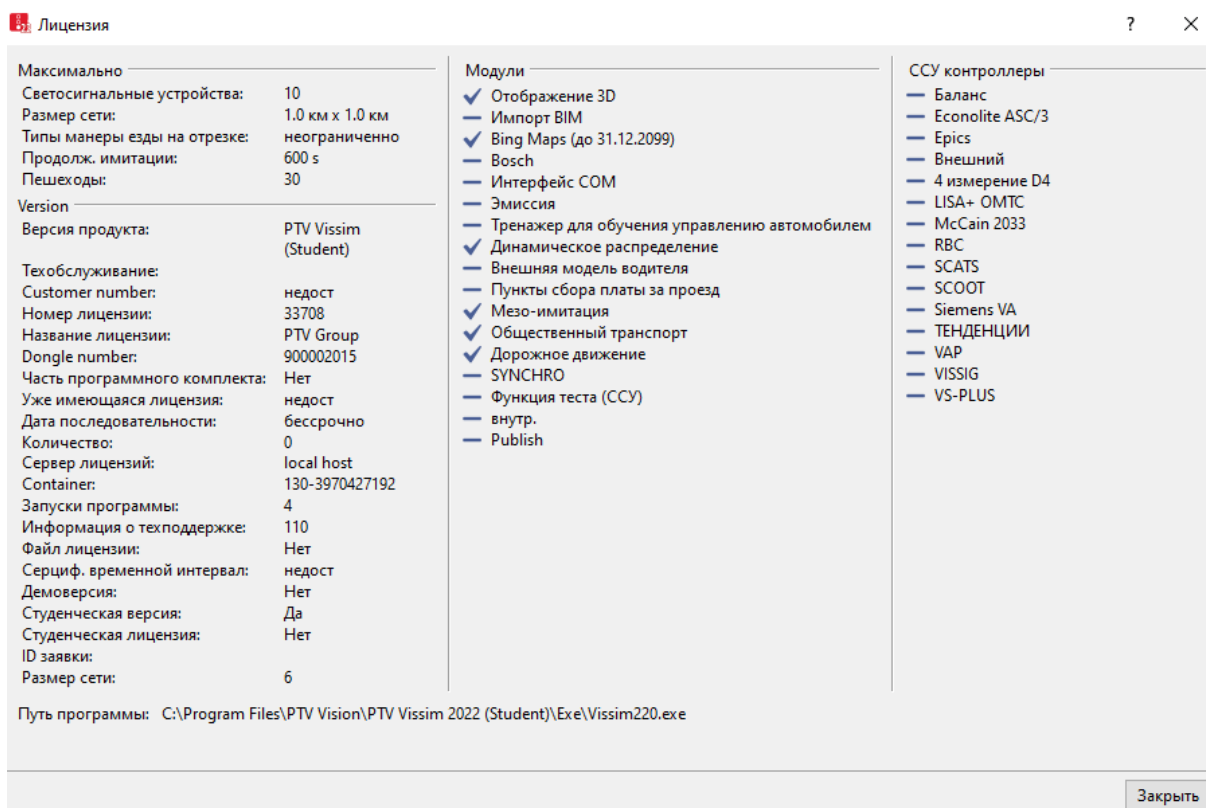 Лицензия
?
Максимально
Светосигнальные устройства: 10
Размер сети: 1.0 км x 1.0 км
Типы манеры езды на отрезке: неограниченно
Продолж. имитации: 600 s
Пешеходы: 30
Version
Версия продукта: PTV Vissim
(Student)
Техобслуживание:
Customer number: недост
Номер лицензии: 33708
Название лицензии: PTV Group
Dongle number: 900002015
Часть программного комплекта: Нет
Уже имеющаяся лицензия: недост
Дата последовательности: бессрочно
Количество: 0
Сервер лицензий: local host
Container: 130-3970427192
Запуски программы: 4
Информация о техподдержке: 110
Файл лицензии: Нет
Серциф. временной интервал: недост
Демоверсия: Нет
Студенческая версия: Да
Студенческая лицензия: Нет
ID заявки:
Размер сети: 6
Модули
Отображение 3D
Импорт BIM
Bing Maps (до 31.12.2099)
Bosch
Интерфейс COM
Эмиссия
Тренажер для обучения управлению автомобилем
Динамическое распределение
Внешняя модель водителя
Пункты сбора платы за проезд
Мезо-имитация
Общественный транспорт
Дорожное движение
SYNCHRO
Функция теста (ССУ)
внутр.
Publish
ССУ контроллеры
Баланс
Econolite ASC/3
Epics
Внешний
4 измерение D4
LISA+ OMTC
McCain 2033
RBC
SCATS
SCOOT
Siemens VA
ТЕНДЕНЦИИ
VAP
VISSIG
VS-PLUS
Путь программы: C:\Program Files\PTV Vision\PTV Vissim 2022 (Student)\Exe\Vissim220.exe
Закрыть